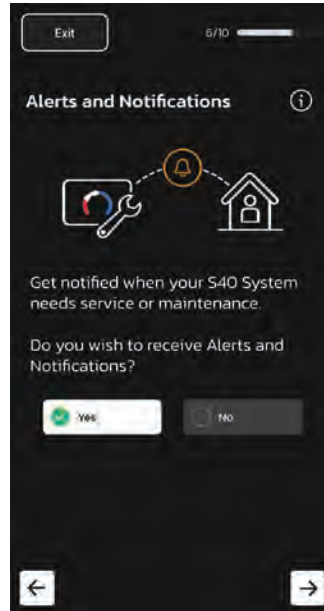 Exit
6/10
Alerts and Notifications
Get notified when your S40 System
needs service or maintenance.
Do you wish to receive Alerts and
Notifications?
Yes
No